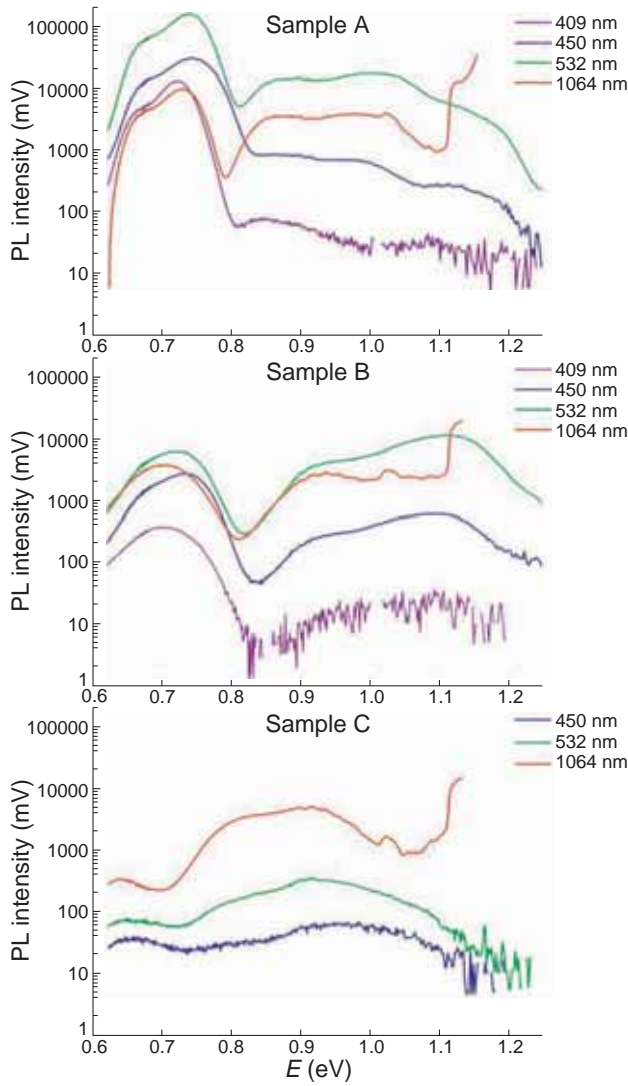 Sample A
409 nm
450 nm
532 nm
1064 nm
PL intensity (mV)
100000
10000
1000
100
10
1
0.6 0.7 0.8 0.9 1.0 1.1 1.2
Sample B
409 nm
450 nm
532 nm
1064 nm
PL intensity (mV)
100000
10000
1000
100
10
1
0.6 0.7 0.8 0.9 1.0 1.1 1.2
Sample C
450 nm
532 nm
1064 nm
PL intensity (mV)
100000
10000
1000
100
10
1
0.6 0.7 0.8 0.9 1.0 1.1 1.2
E (eV)